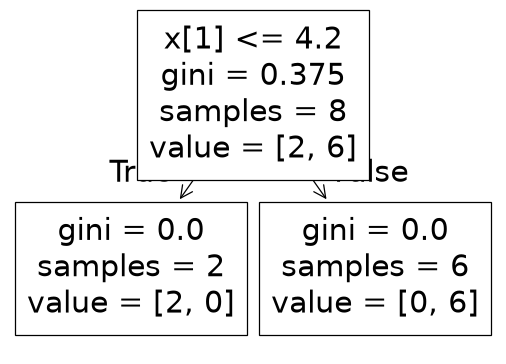 x[1] <= 4.2
gini = 0.375
samples = 8
value = [2, 6]
gini = 0.0
samples = 2
value = [2, 0]
gini = 0.0
samples = 6
value = [0, 6]